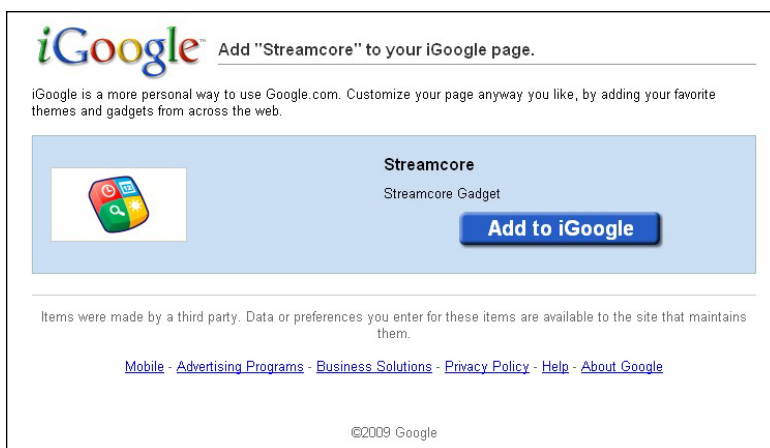 iGoogle™ Add "Streamcore" to your iGoogle page.
iGoogle is a more personal way to use Google.com. Customize your page anyway you like, by adding your favorite
themes and gadgets from across the web.
Streamcore
Streamcore Gadget
12
Add to iGoogle
Items were made by a third party. Data or preferences you enter for these items are available to the site that maintains
them.
Mobile - Advertising Programs - Business Solutions - Privacy Policy - Help - About Google
©2009 Google